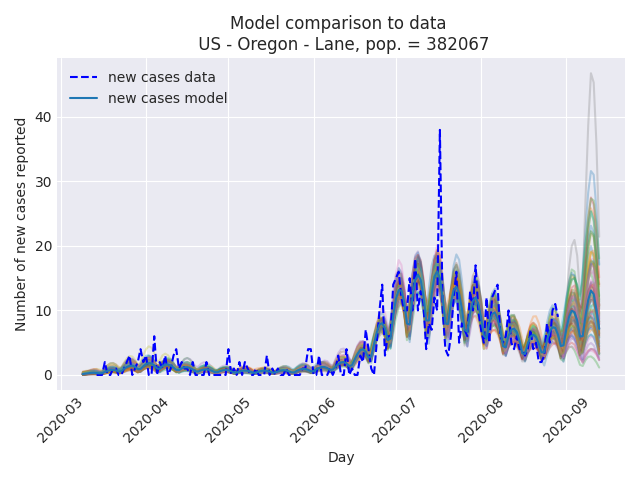 Model comparison to data
US - Oregon - Lane, pop. = 382067
new cases data
new cases model
Number of new cases reported
40
30
20
10
0
2020-03
2020-04
2020-05
2020-06
2020-07
2020-08
2020-09
Day